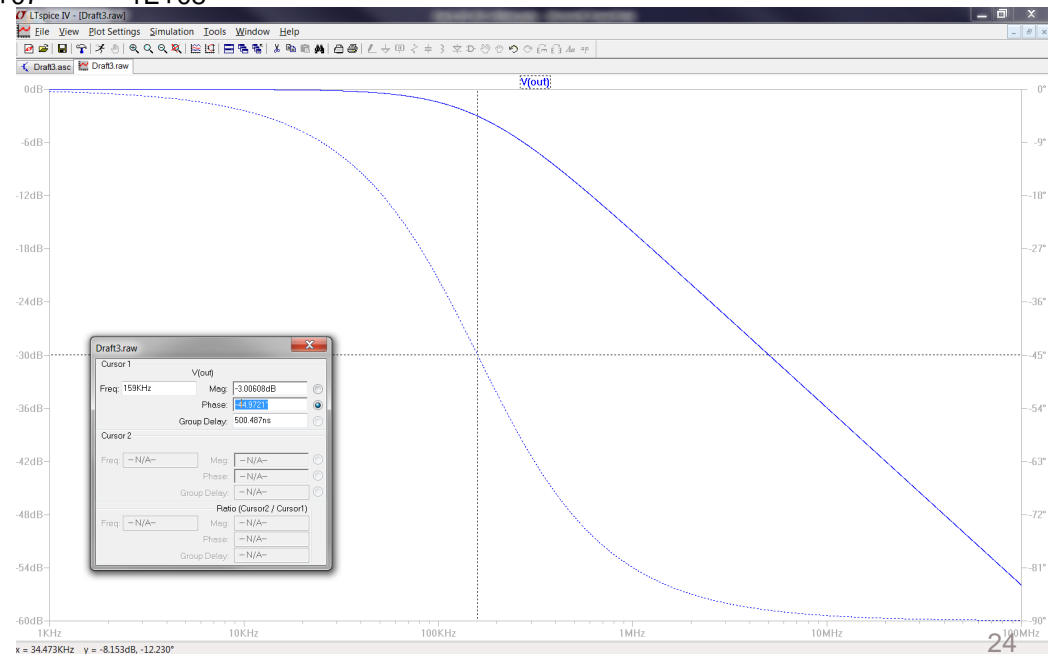 LTspice IV - [Draft3.raw]
File View Plot Settings Simulation Tools Window Help
Draft3.asc Draft3.raw
V(out)
0dB 0°
-6dB -9°
-12dB -18°
-18dB -27°
-24dB -36°
-30dB -45°
-36dB -54°
-42dB -63°
-48dB -72°
-54dB -81°
-60dB -90°
1KHz 10KHz 100KHz 1MHz 10MHz 100MHz
Draft3.raw
Cursor 1
V(out)
Freq: 159KHz Mag: -3.00608dB
Phase: -44.9721°
Group Delay: 500.487ns
Cursor 2
Freq: -N/A- Mag: -N/A-
Phase: -N/A-
Group Delay: -N/A-
Ratio (Cursor2 / Cursor1)
Freq: -N/A- Mag: -N/A-
Phase: -N/A-
Group Delay: -N/A-
x = 34.473KHz y = -8.153dB, -12.230°
24